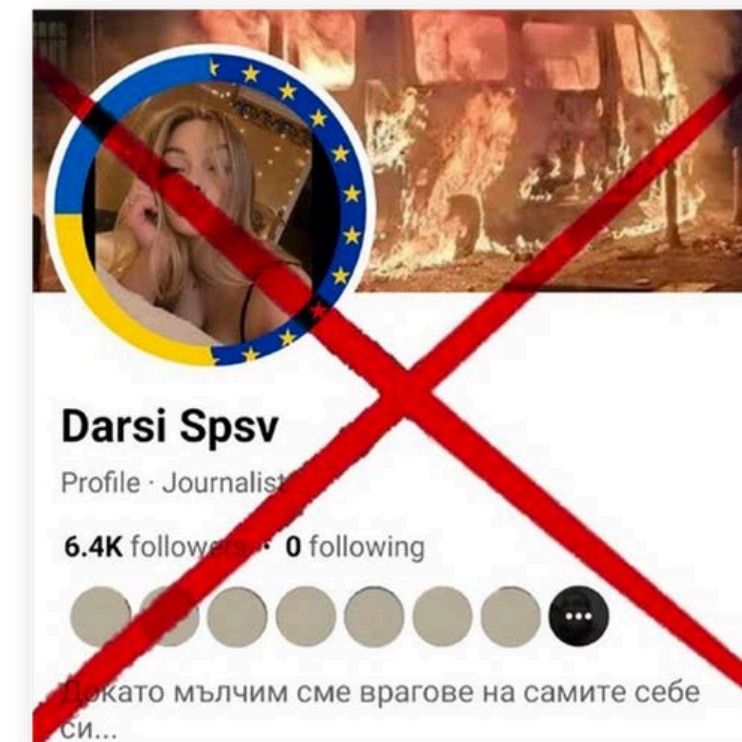 Darsi Spsv
Profile · Journalist
6.4K followers · 0 following
Докато мълчим сме врагове на самите себе
си...